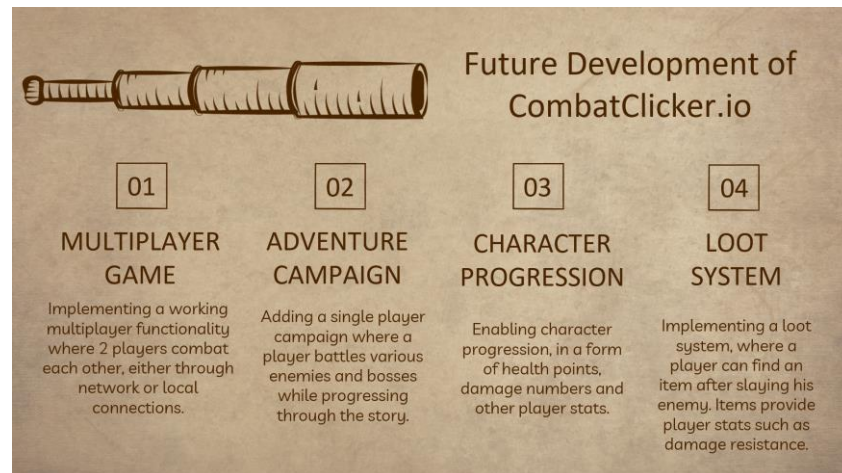 Future Development of
CombatClicker.io
01
MULTIPLAYER
GAME
Implementing a working
multiplayer functionality
where 2 players combat
each other, either through
network or local
connections.
02
ADVENTURE
CAMPAIGN
Adding a single player
campaign where a
player battles various
enemies and bosses
while progressing
through the story.
03
CHARACTER
PROGRESSION
Enabling character
progression, in a form
of health points,
damage numbers and
other player stats.
04
LOOT
SYSTEM
Implementing a loot
system, where a
player can find an
item after slaying his
enemy. Items provide
player stats such as
damage resistance.